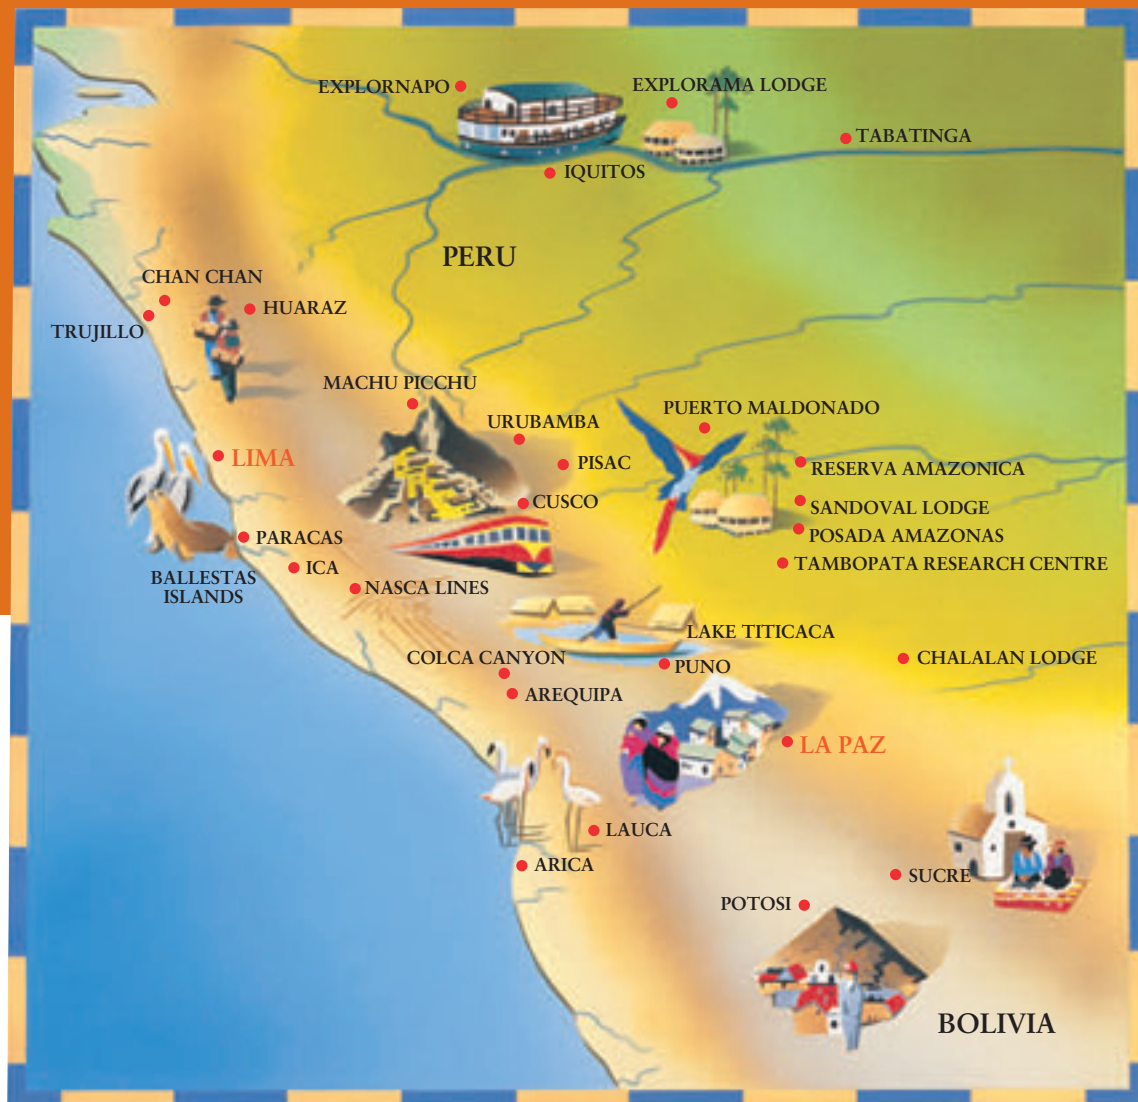 EXPLORNAPO
EXPLORAMA LODGE
TABATINGA
IQUITOS
PERU
CHAN CHAN
HUARAZ
TRUJILLO
MACHU PICCHU
URUBAMBA
PUERTO MALDONADO
LIMA
PISAC
RESERVA AMAZONICA
CUSCO
SANDOVAL LODGE
PARACAS
POSADA AMAZONAS
ICA
TAMBOPATA RESEARCH CENTRE
BALLESTAS
ISLANDS
NASCA LINES
LAKE TITICACA
COLCA CANYON
PUNO
CHALALAN LODGE
AREQUIPA
LA PAZ
LAUCA
ARICA
SUCRE
POTOSI
BOLIVIA